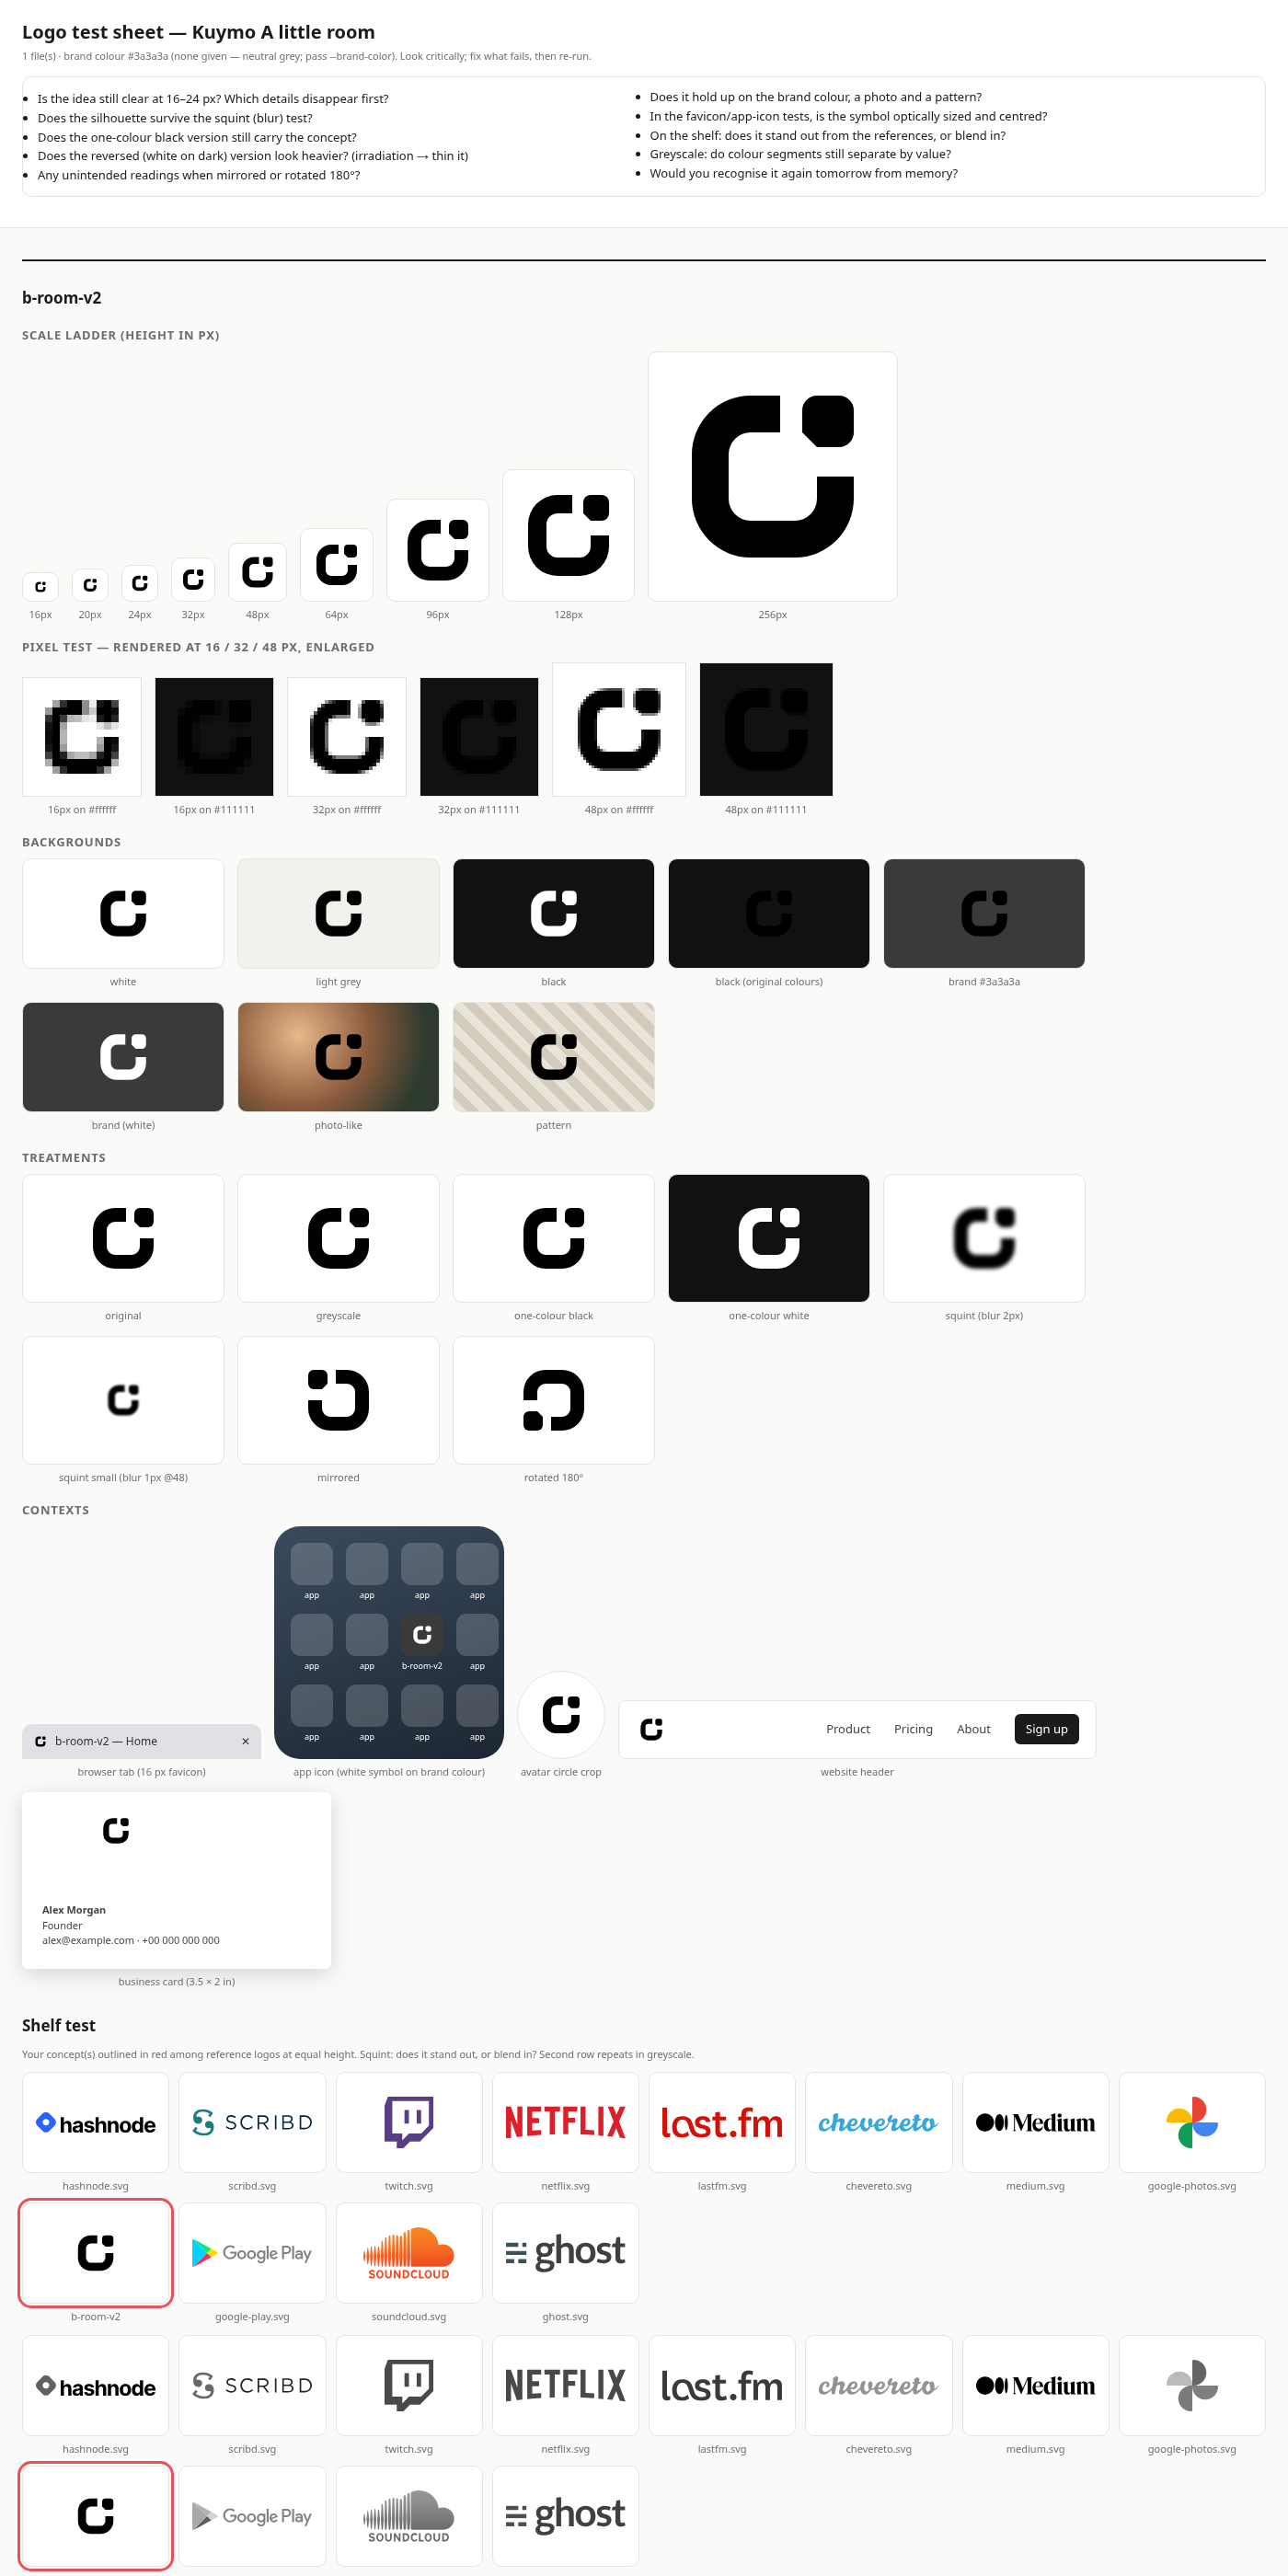 Logo test sheet — Kuymo A little room
1 file(s) · brand colour #3a3a3a (none given — neutral grey; pass --brand-color). Look critically; fix what fails, then re-run.
Is the idea still clear at 16–24 px? Which details disappear first?
Does the silhouette survive the squint (blur) test?
Does the one-colour black version still carry the concept?
Does the reversed (white on dark) version look heavier? (irradiation → thin it)
Any unintended readings when mirrored or rotated 180°?
Does it hold up on the brand colour, a photo and a pattern?
In the favicon/app-icon tests, is the symbol optically sized and centred?
On the shelf: does it stand out from the references, or blend in?
Greyscale: do colour segments still separate by value?
Would you recognise it again tomorrow from memory?
b-room-v2
SCALE LADDER (HEIGHT IN PX)
16px 20px 24px 32px 48px 64px 96px 128px 256px
PIXEL TEST — RENDERED AT 16 / 32 / 48 PX, ENLARGED
16px on #ffffff 16px on #111111 32px on #ffffff 32px on #111111 48px on #ffffff 48px on #111111
BACKGROUNDS
white light grey black black (original colours) brand #3a3a3a
brand (white) photo-like pattern
TREATMENTS
original greyscale one-colour black one-colour white squint (blur 2px)
squint small (blur 1px @48) mirrored rotated 180°
CONTEXTS
app app app app
app app b-room-v2 app
app app app app
b-room-v2 — Home ×
Product Pricing About Sign up
browser tab (16 px favicon) app icon (white symbol on brand colour) avatar circle crop website header
Alex Morgan
Founder
alex@example.com · +00 000 000 000
business card (3.5 × 2 in)
Shelf test
Your concept(s) outlined in red among reference logos at equal height. Squint: does it stand out, or blend in? Second row repeats in greyscale.
hashnode SCRIBD NETFLIX last.fm chevereto Medium
hashnode.svg scribd.svg twitch.svg netflix.svg lastfm.svg chevereto.svg medium.svg google-photos.svg
Google Play SOUNDCLOUD ghost
b-room-v2 google-play.svg soundcloud.svg ghost.svg
hashnode SCRIBD NETFLIX last.fm chevereto Medium
hashnode.svg scribd.svg twitch.svg netflix.svg lastfm.svg chevereto.svg medium.svg google-photos.svg
Google Play SOUNDCLOUD ghost